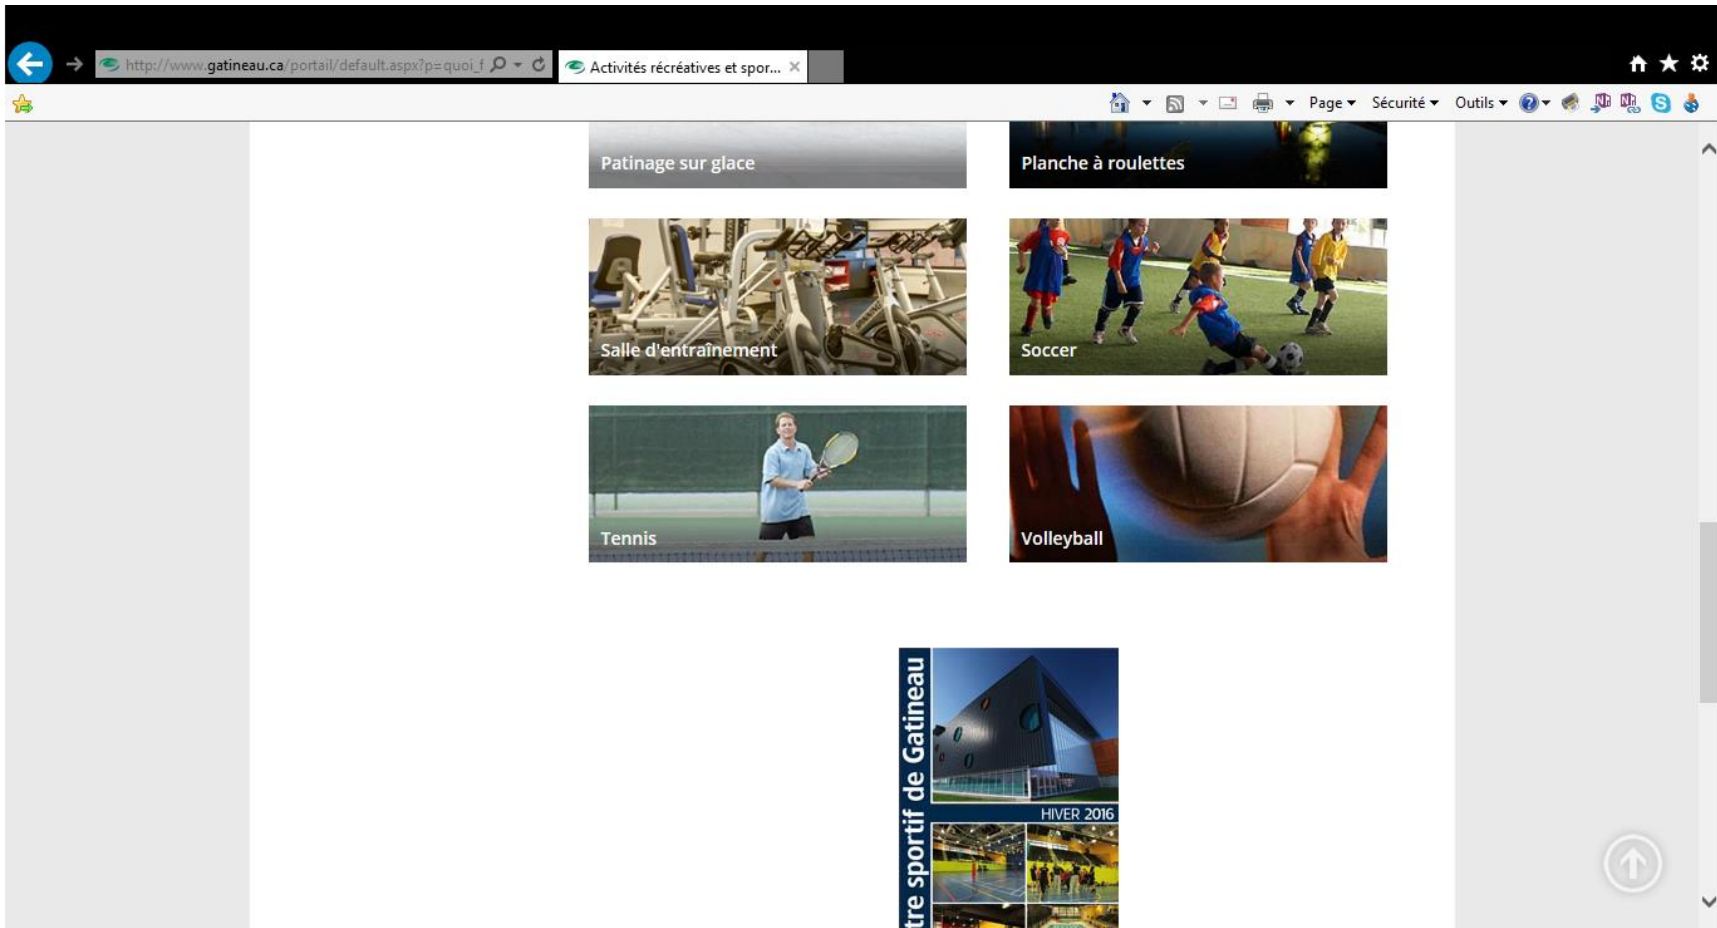 http://www.gatineau.ca/portail/default.aspx?p=quoi_f
Activités récréatives et spor...
Page
Sécurité
Outils
Patinage sur glace
Planche à roulettes
Salle d'entraînement
Soccer
Tennis
Volleyball
tre sportif de Gatineau
HIVER 2016